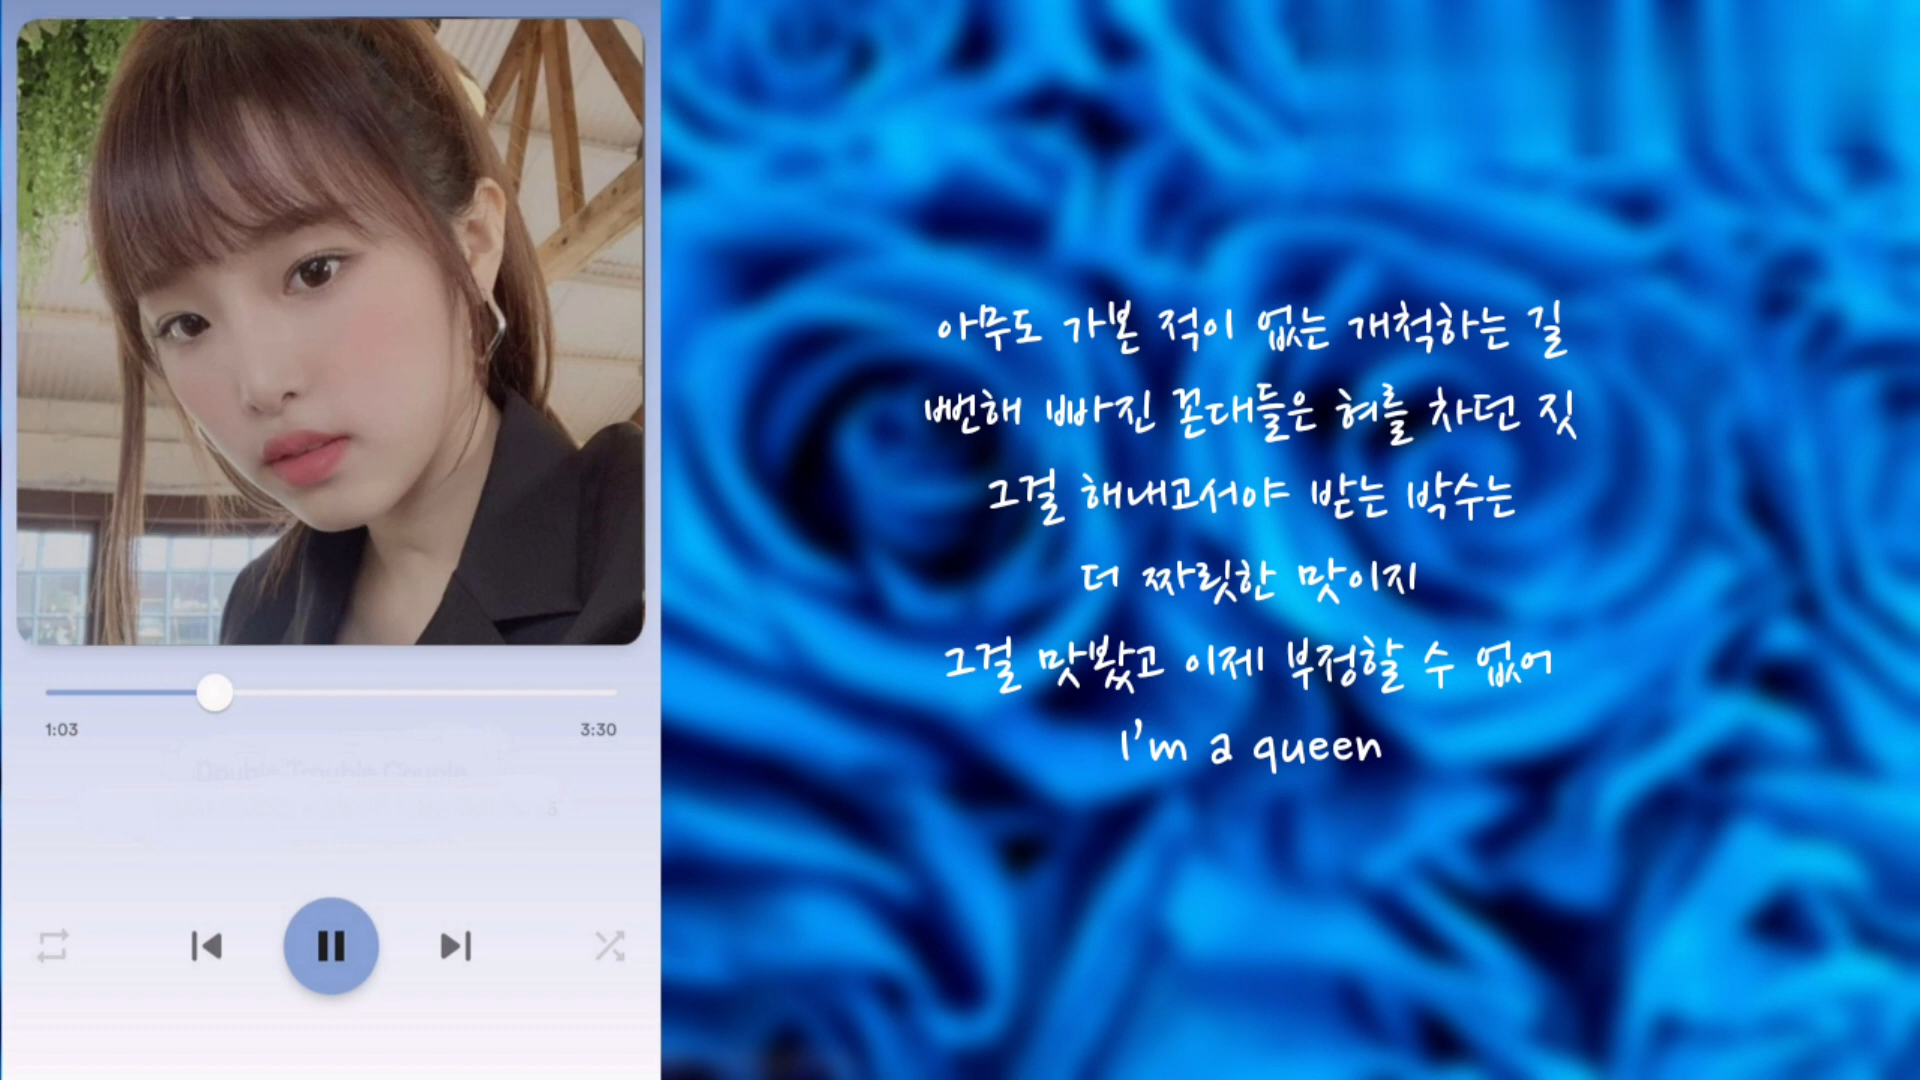 1:03
3:30
아무도 가본 적이 없는 개척하는 길
뻔해 빠진 꼰대들은 혀를 차던 짓
그걸 해내고서야 받는 박수는
더 짜릿한 맛이지
그걸 맛봤고 이제 부정할 수 없어
I'm a queen